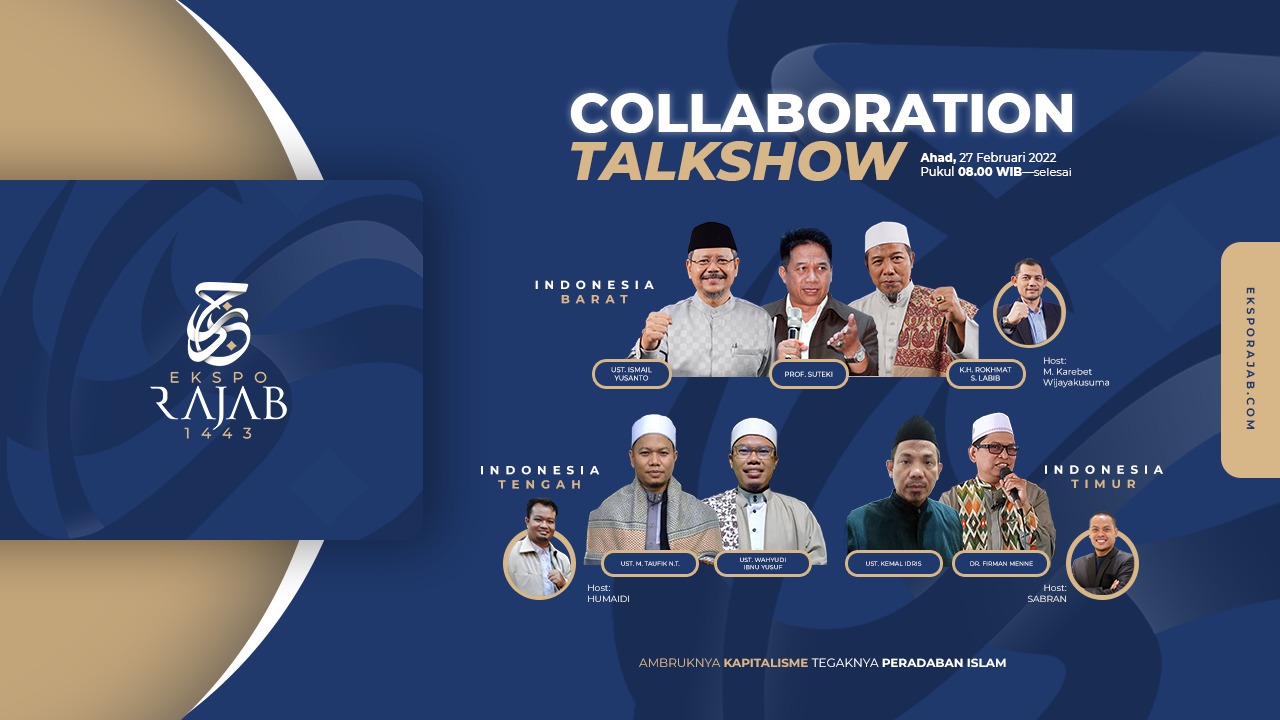 COLLABORATION
TALKSHOW
Ahad, 27 Februari 2022
Pukul 08.00 WIB—selesai
INDONESIA
BARAT
UST. ISMAIL
YUSANTO
PROF. SUTEKI
K.H. ROKHMAT
S. LABIB
Host:
M. Karebet
Wijayakusuma
EKSPO
RAJAB
1443
EKSPORAJAB.COM
INDONESIA
TENGAH
UST. M. TAUFIK N.T.
UST. WAHYUDI
IBNU YUSUF
Host:
HUMAIDI
INDONESIA
TIMUR
UST. KEMAL IDRIS
DR. FIRMAN MENNE
Host:
SABRAN
AMBRUKNYA KAPITALISME TEGAKNYA PERADABAN ISLAM